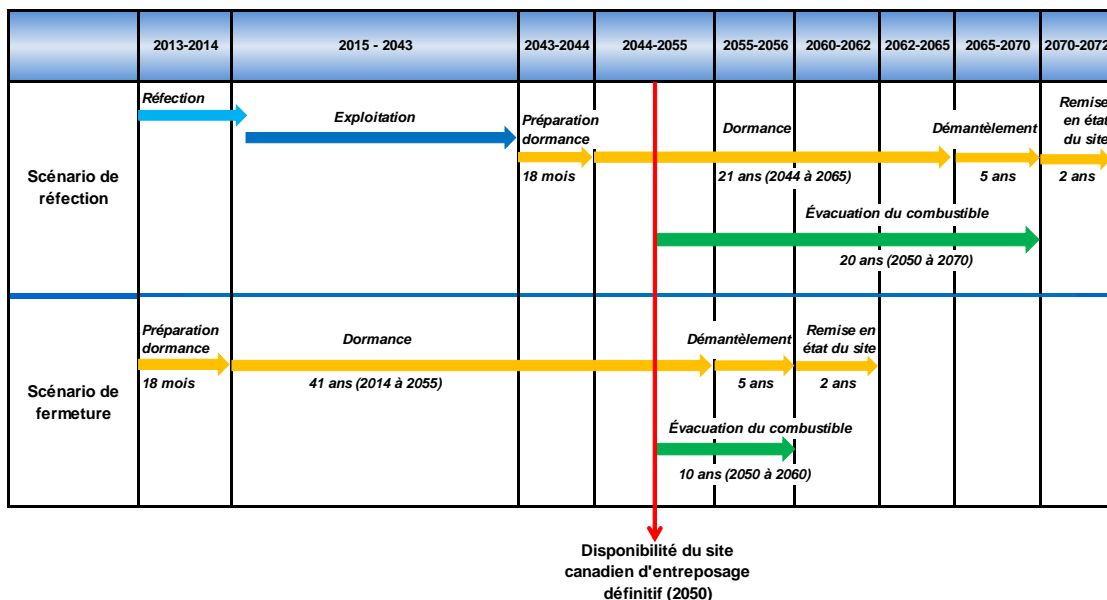 2013-2014
2015 - 2043
2043-2044
2044-2055
2055-2056
2060-2062
2062-2065
2065-2070
2070-2072
Scénario de
réfection
Réfection
Exploitation
Préparation
dormance
18 mois
Dormance
21 ans (2044 à 2065)
Démantèlement
5 ans
Remise
en état
du site
2 ans
Évacuation du combustible
20 ans (2050 à 2070)
Scénario de
fermeture
Préparation
dormance
18 mois
Dormance
41 ans (2014 à 2055)
Démantèlement
5 ans
Remise en
état du site
2 ans
Évacuation du combustible
10 ans (2050 à 2060)
Disponibilité du site
canadien d'entreposage
définitif (2050)